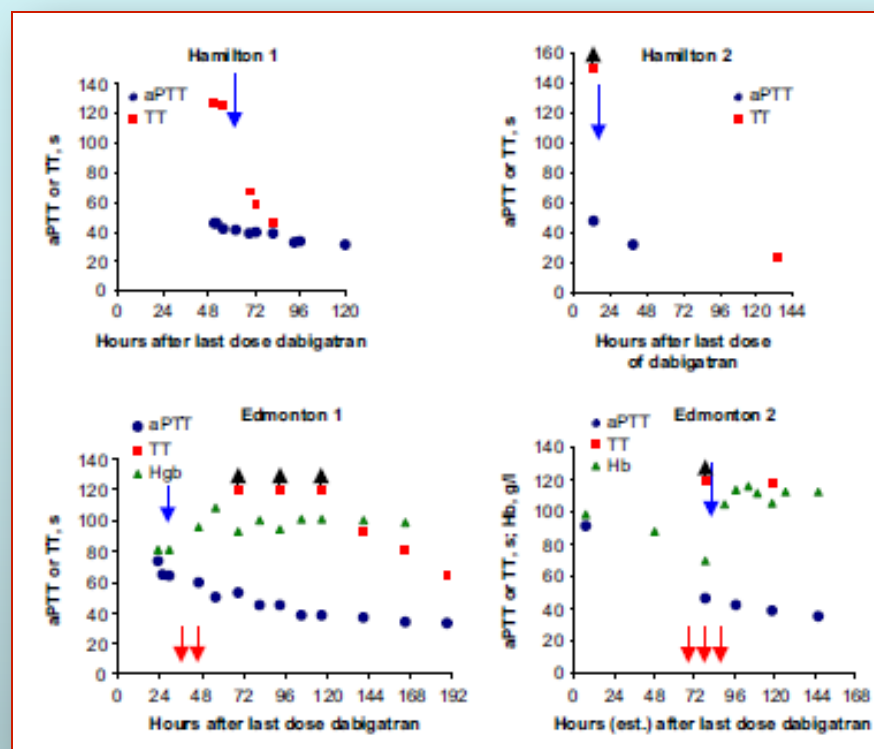 Hamilton 1
140
120
100
80
60
40
20
0
aPTT or TT, s
aPTT
TT
0 24 48 72 96 120
Hours after last dose dabigatran
Hamilton 2
160
140
120
100
80
60
40
20
0
aPTT or TT, s
aPTT
TT
0 24 48 72 96 120 144
Hours after last dose
of dabigatran
Edmonton 1
aPTT
TT
Hgb
140
120
100
80
60
40
20
0
aPTT or TT, s
0 24 48 72 96 120 144 168 192
Hours after last dose dabigatran
Edmonton 2
aPTT
TT
Hb
140
120
100
80
60
40
20
0
aPTT or TT, s; Hb, g/l
0 24 48 72 96 120 144 168
Hours (est.) after last dose dabigatran